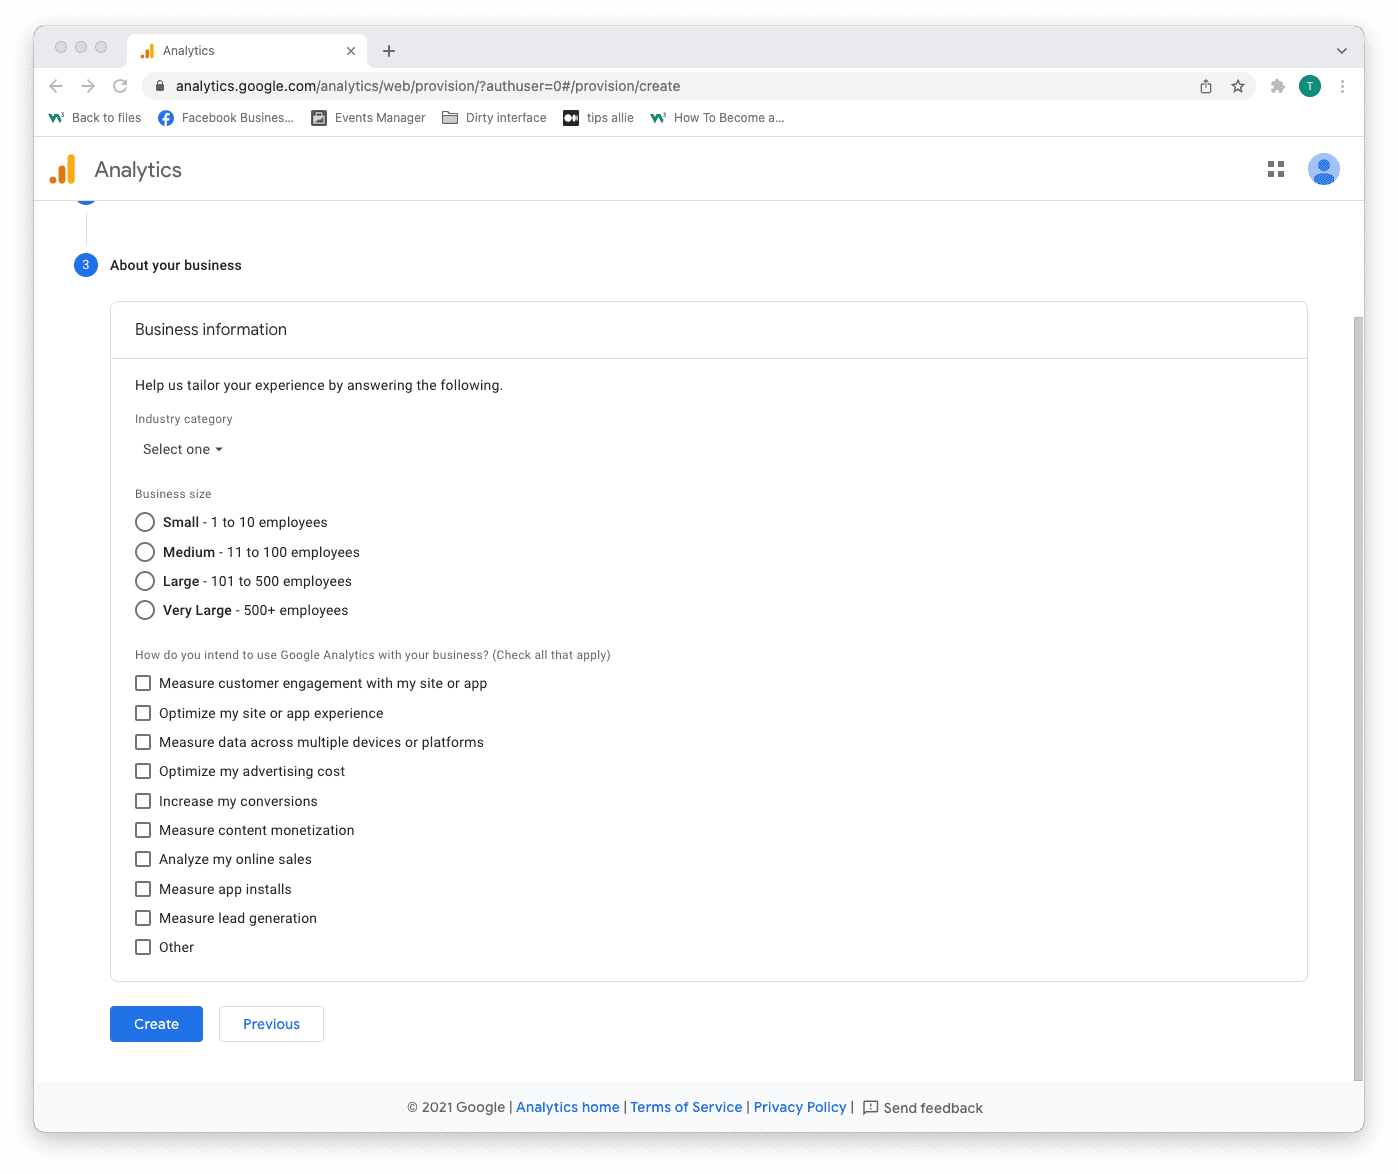 Analytics
analytics.google.com/analytics/web/provision/?authuser=0#/provision/create
T
Back to files
Facebook Busines...
Events Manager
Dirty interface
tips allie
How To Become a...
Analytics
3 About your business
Business information
Help us tailor your experience by answering the following.
Industry category
Select one
Business size
Small - 1 to 10 employees
Medium - 11 to 100 employees
Large - 101 to 500 employees
Very Large - 500+ employees
How do you intend to use Google Analytics with your business? (Check all that apply)
Measure customer engagement with my site or app
Optimize my site or app experience
Measure data across multiple devices or platforms
Optimize my advertising cost
Increase my conversions
Measure content monetization
Analyze my online sales
Measure app installs
Measure lead generation
Other
Create
Previous
© 2021 Google | Analytics home | Terms of Service | Privacy Policy | Send feedback